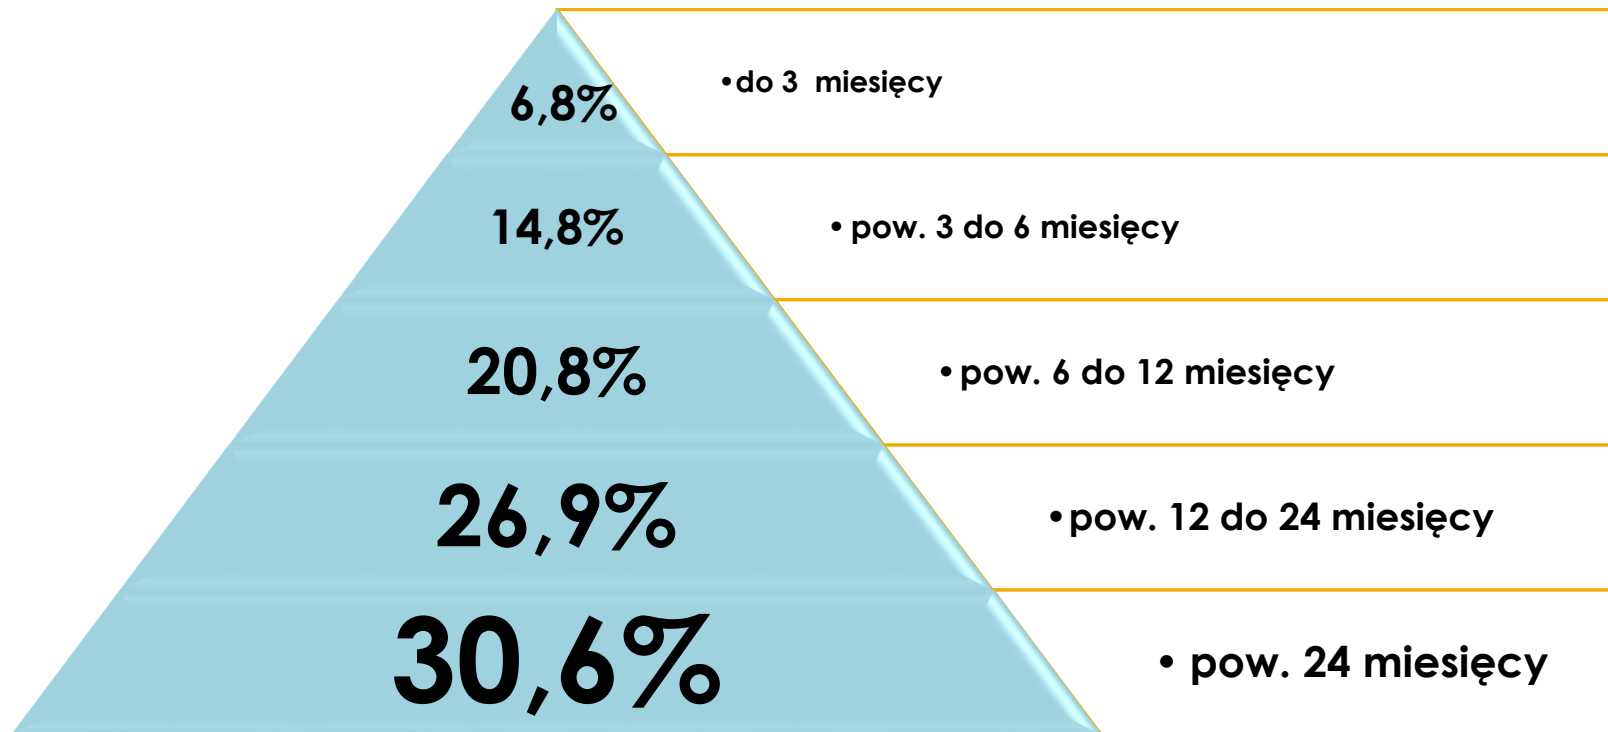 6,8%
•do 3 miesięcy
14,8%
• pow. 3 do 6 miesięcy
20,8%
•pow. 6 do 12 miesięcy
26,9%
•pow. 12 do 24 miesięcy
30,6%
• pow. 24 miesięcy